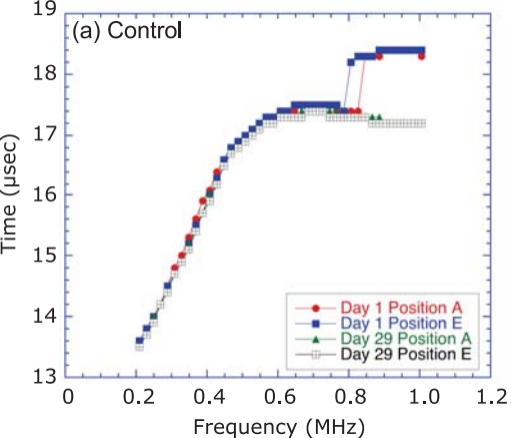 (a) Control
19
18
17
16
15
14
13
Time (µsec)
0 0.2 0.4 0.6 0.8 1.0 1.2
Frequency (MHz)
Day 1 Position A
Day 1 Position E
Day 29 Position A
Day 29 Position E